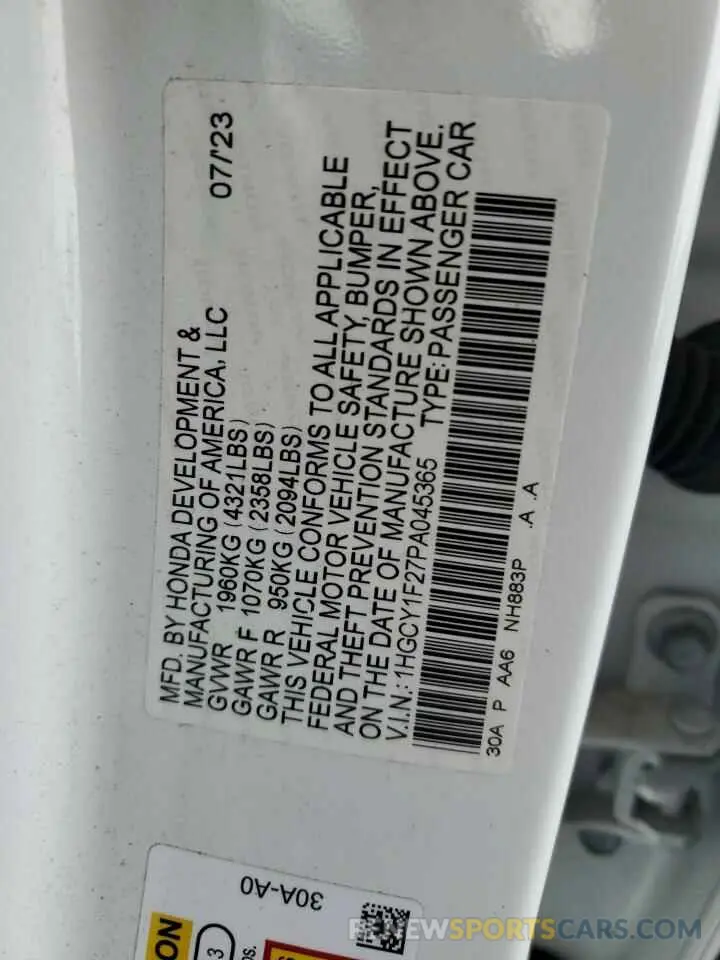 MFD. BY HONDA DEVELOPMENT &
MANUFACTURING OF AMERICA, LLC 07/'23
GVWR 1960KG (4321LBS)
GAWR F 1070KG (2358LBS)
GAWR R 950KG (2094LBS)
THIS VEHICLE CONFORMS TO ALL APPLICABLE
FEDERAL MOTOR VEHICLE SAFETY, BUMPER,
AND THEFT PREVENTION STANDARDS IN EFFECT
ON THE DATE OF MANUFACTURE SHOWN ABOVE.
V.I.N.: 1HGCY1F27PA045365 TYPE: PASSENGER CAR
30A P AA6 NH883P .A .A
30A-A0
3